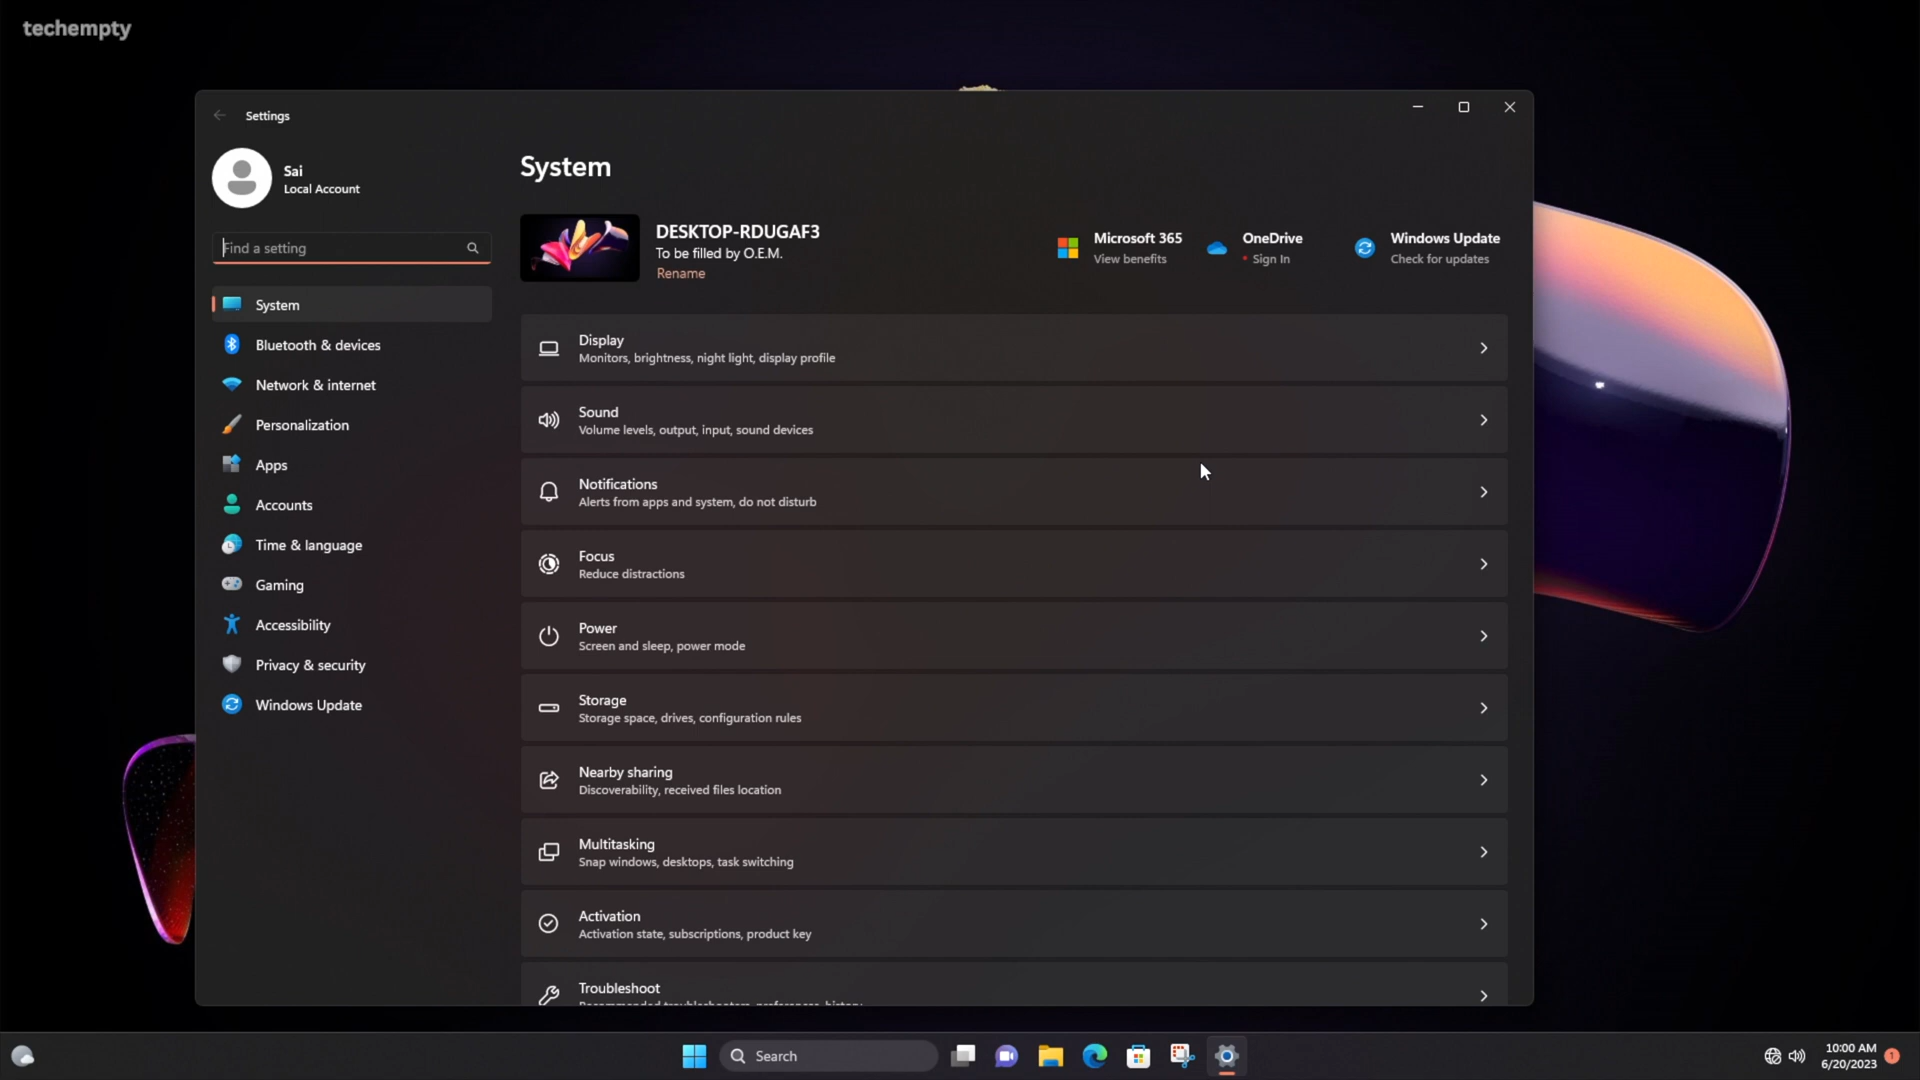 techempty
Settings
Sai
Local Account
Find a setting
System
Bluetooth & devices
Network & internet
Personalization
Apps
Accounts
Time & language
Gaming
Accessibility
Privacy & security
Windows Update
System
DESKTOP-RDUGAF3
To be filled by O.E.M.
Rename
Microsoft 365
View benefits
OneDrive
• Sign In
Windows Update
Check for updates
Display
Monitors, brightness, night light, display profile
Sound
Volume levels, output, input, sound devices
Notifications
Alerts from apps and system, do not disturb
Focus
Reduce distractions
Power
Screen and sleep, power mode
Storage
Storage space, drives, configuration rules
Nearby sharing
Discoverability, received files location
Multitasking
Snap windows, desktops, task switching
Activation
Activation state, subscriptions, product key
Troubleshoot
Recommended troubleshooters, preferences, history
Search
10:00 AM
6/20/2023
1